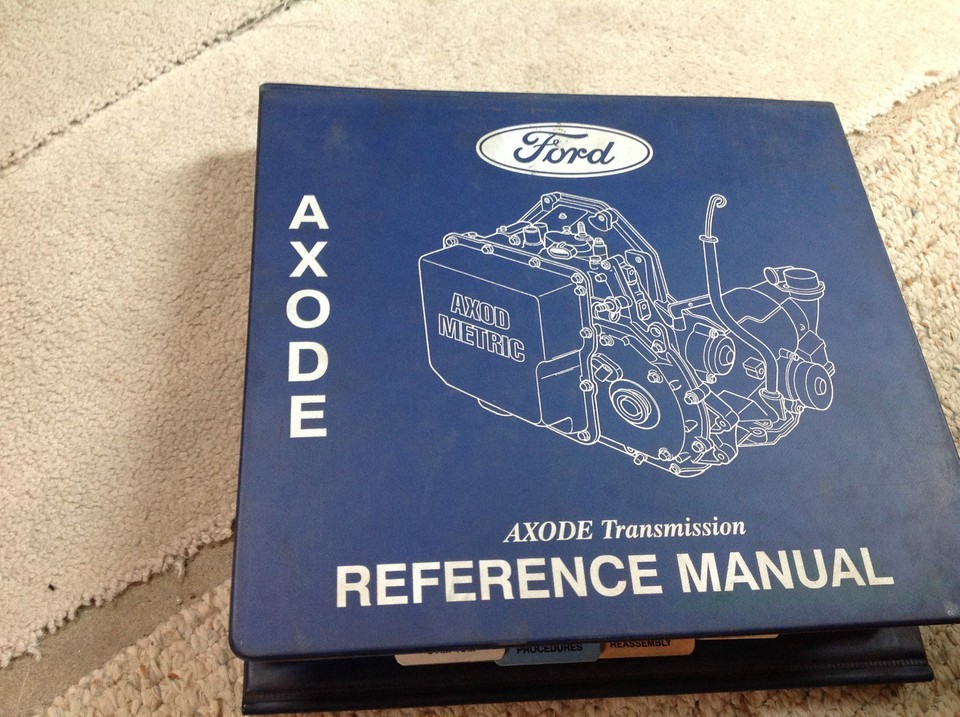 Ford
AXODE
AXOD
METRIC
AXODE Transmission
REFERENCE MANUAL
PROCEDURES
REASSEMBLY